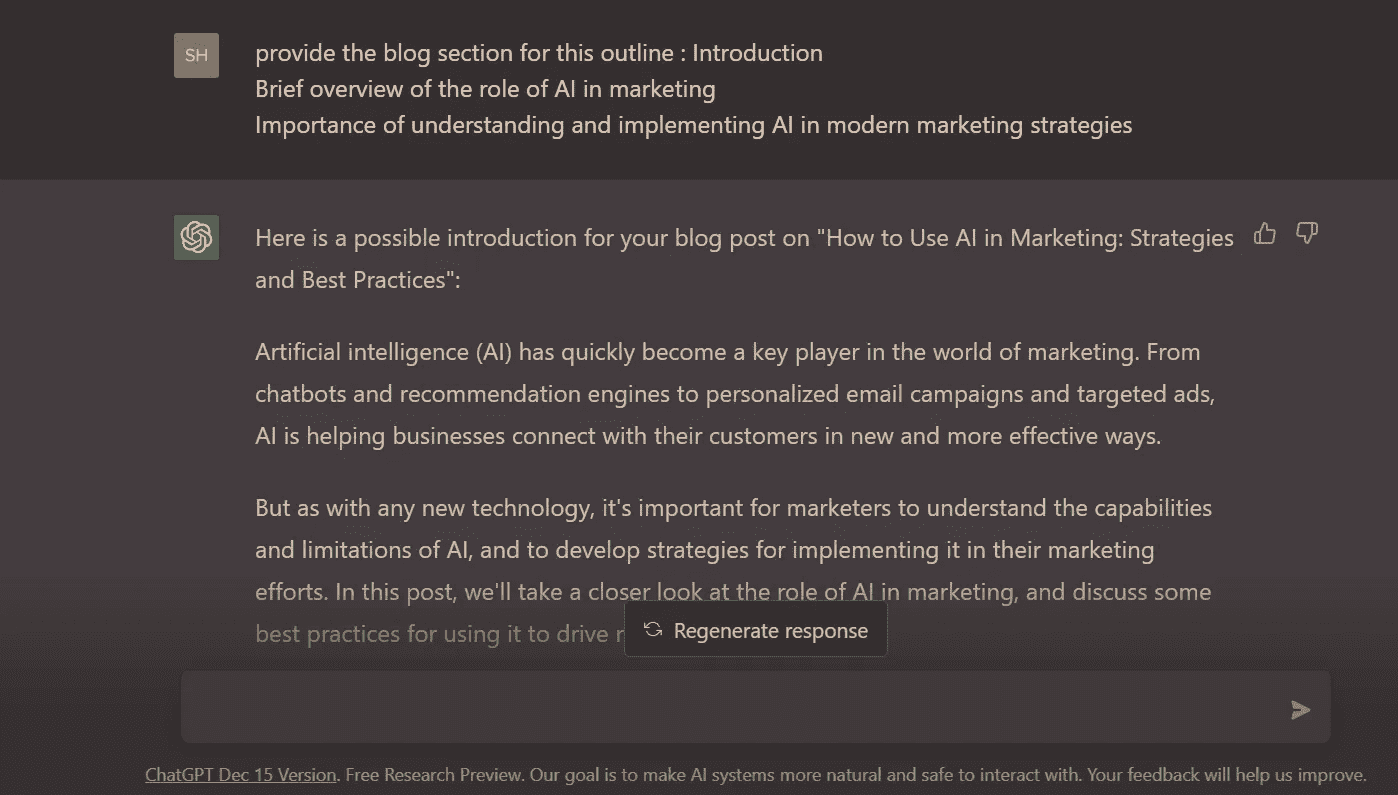 SH
provide the blog section for this outline : Introduction
Brief overview of the role of AI in marketing
Importance of understanding and implementing AI in modern marketing strategies
Here is a possible introduction for your blog post on "How to Use AI in Marketing: Strategies
and Best Practices":
Artificial intelligence (AI) has quickly become a key player in the world of marketing. From
chatbots and recommendation engines to personalized email campaigns and targeted ads,
AI is helping businesses connect with their customers in new and more effective ways.
But as with any new technology, it's important for marketers to understand the capabilities
and limitations of AI, and to develop strategies for implementing it in their marketing
efforts. In this post, we'll take a closer look at the role of AI in marketing, and discuss some
best practices for using it to drive
Regenerate response
ChatGPT Dec 15 Version. Free Research Preview. Our goal is to make AI systems more natural and safe to interact with. Your feedback will help us improve.